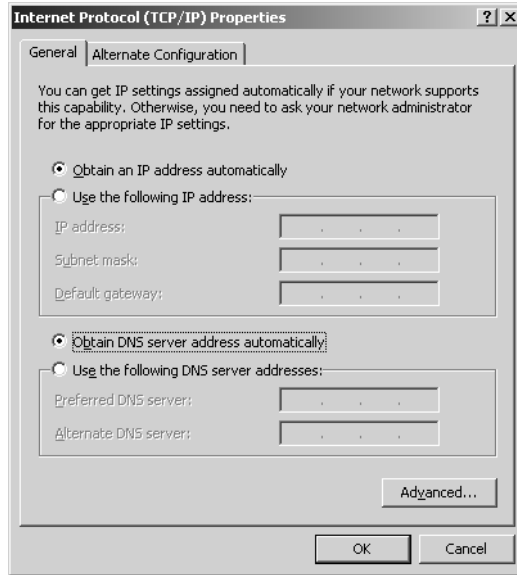 Internet Protocol (TCP/IP) Properties
General
Alternate Configuration
You can get IP settings assigned automatically if your network supports
this capability. Otherwise, you need to ask your network administrator
for the appropriate IP settings.
Obtain an IP address automatically
Use the following IP address:
IP address:
Subnet mask:
Default gateway:
Obtain DNS server address automatically
Use the following DNS server addresses:
Preferred DNS server:
Alternate DNS server:
Advanced...
OK
Cancel